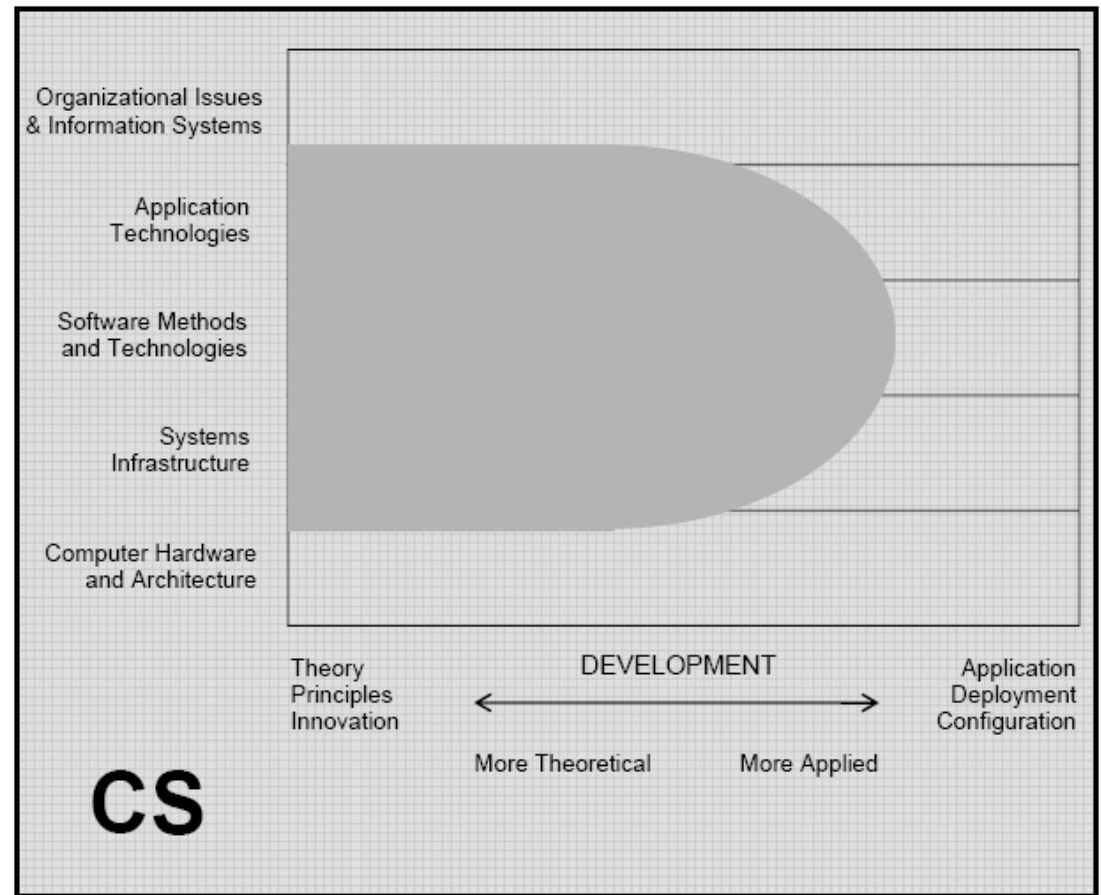 Organizational Issues
& Information Systems
Application
Technologies
Software Methods
and Technologies
Systems
Infrastructure
Computer Hardware
and Architecture
Theory
Principles
Innovation
DEVELOPMENT
More Theoretical
More Applied
Application
Deployment
Configuration
CS